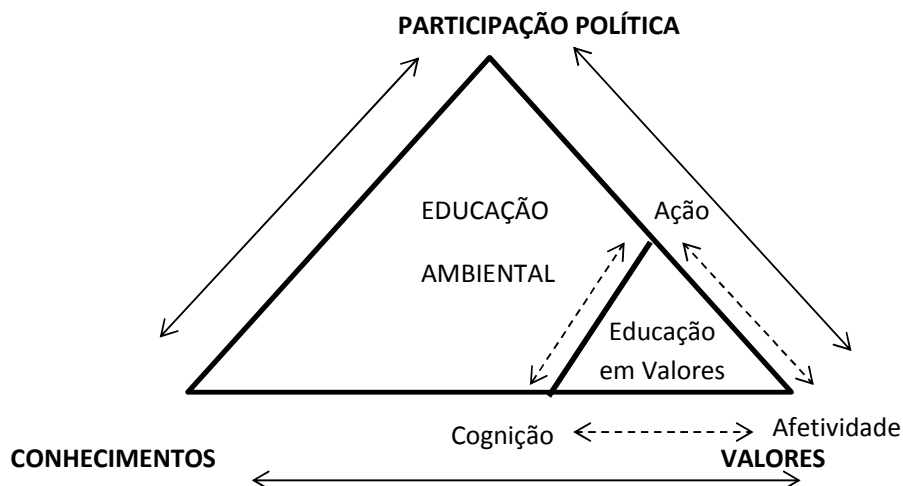 PARTICIPAÇÃO POLÍTICA
EDUCAÇÃO
AMBIENTAL
Ação
Educação
em Valores
Cognição
Afetividade
CONHECIMENTOS
VALORES